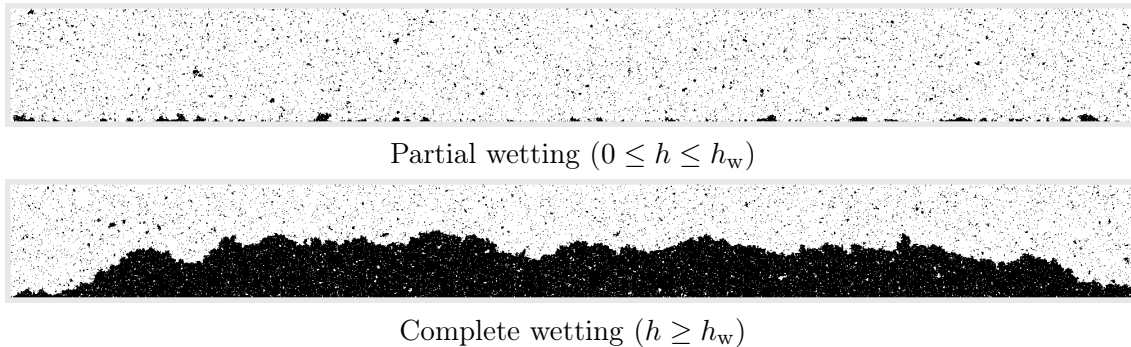 Partial wetting (0 ≤ h ≤ h_w)
Complete wetting (h ≥ h_w)